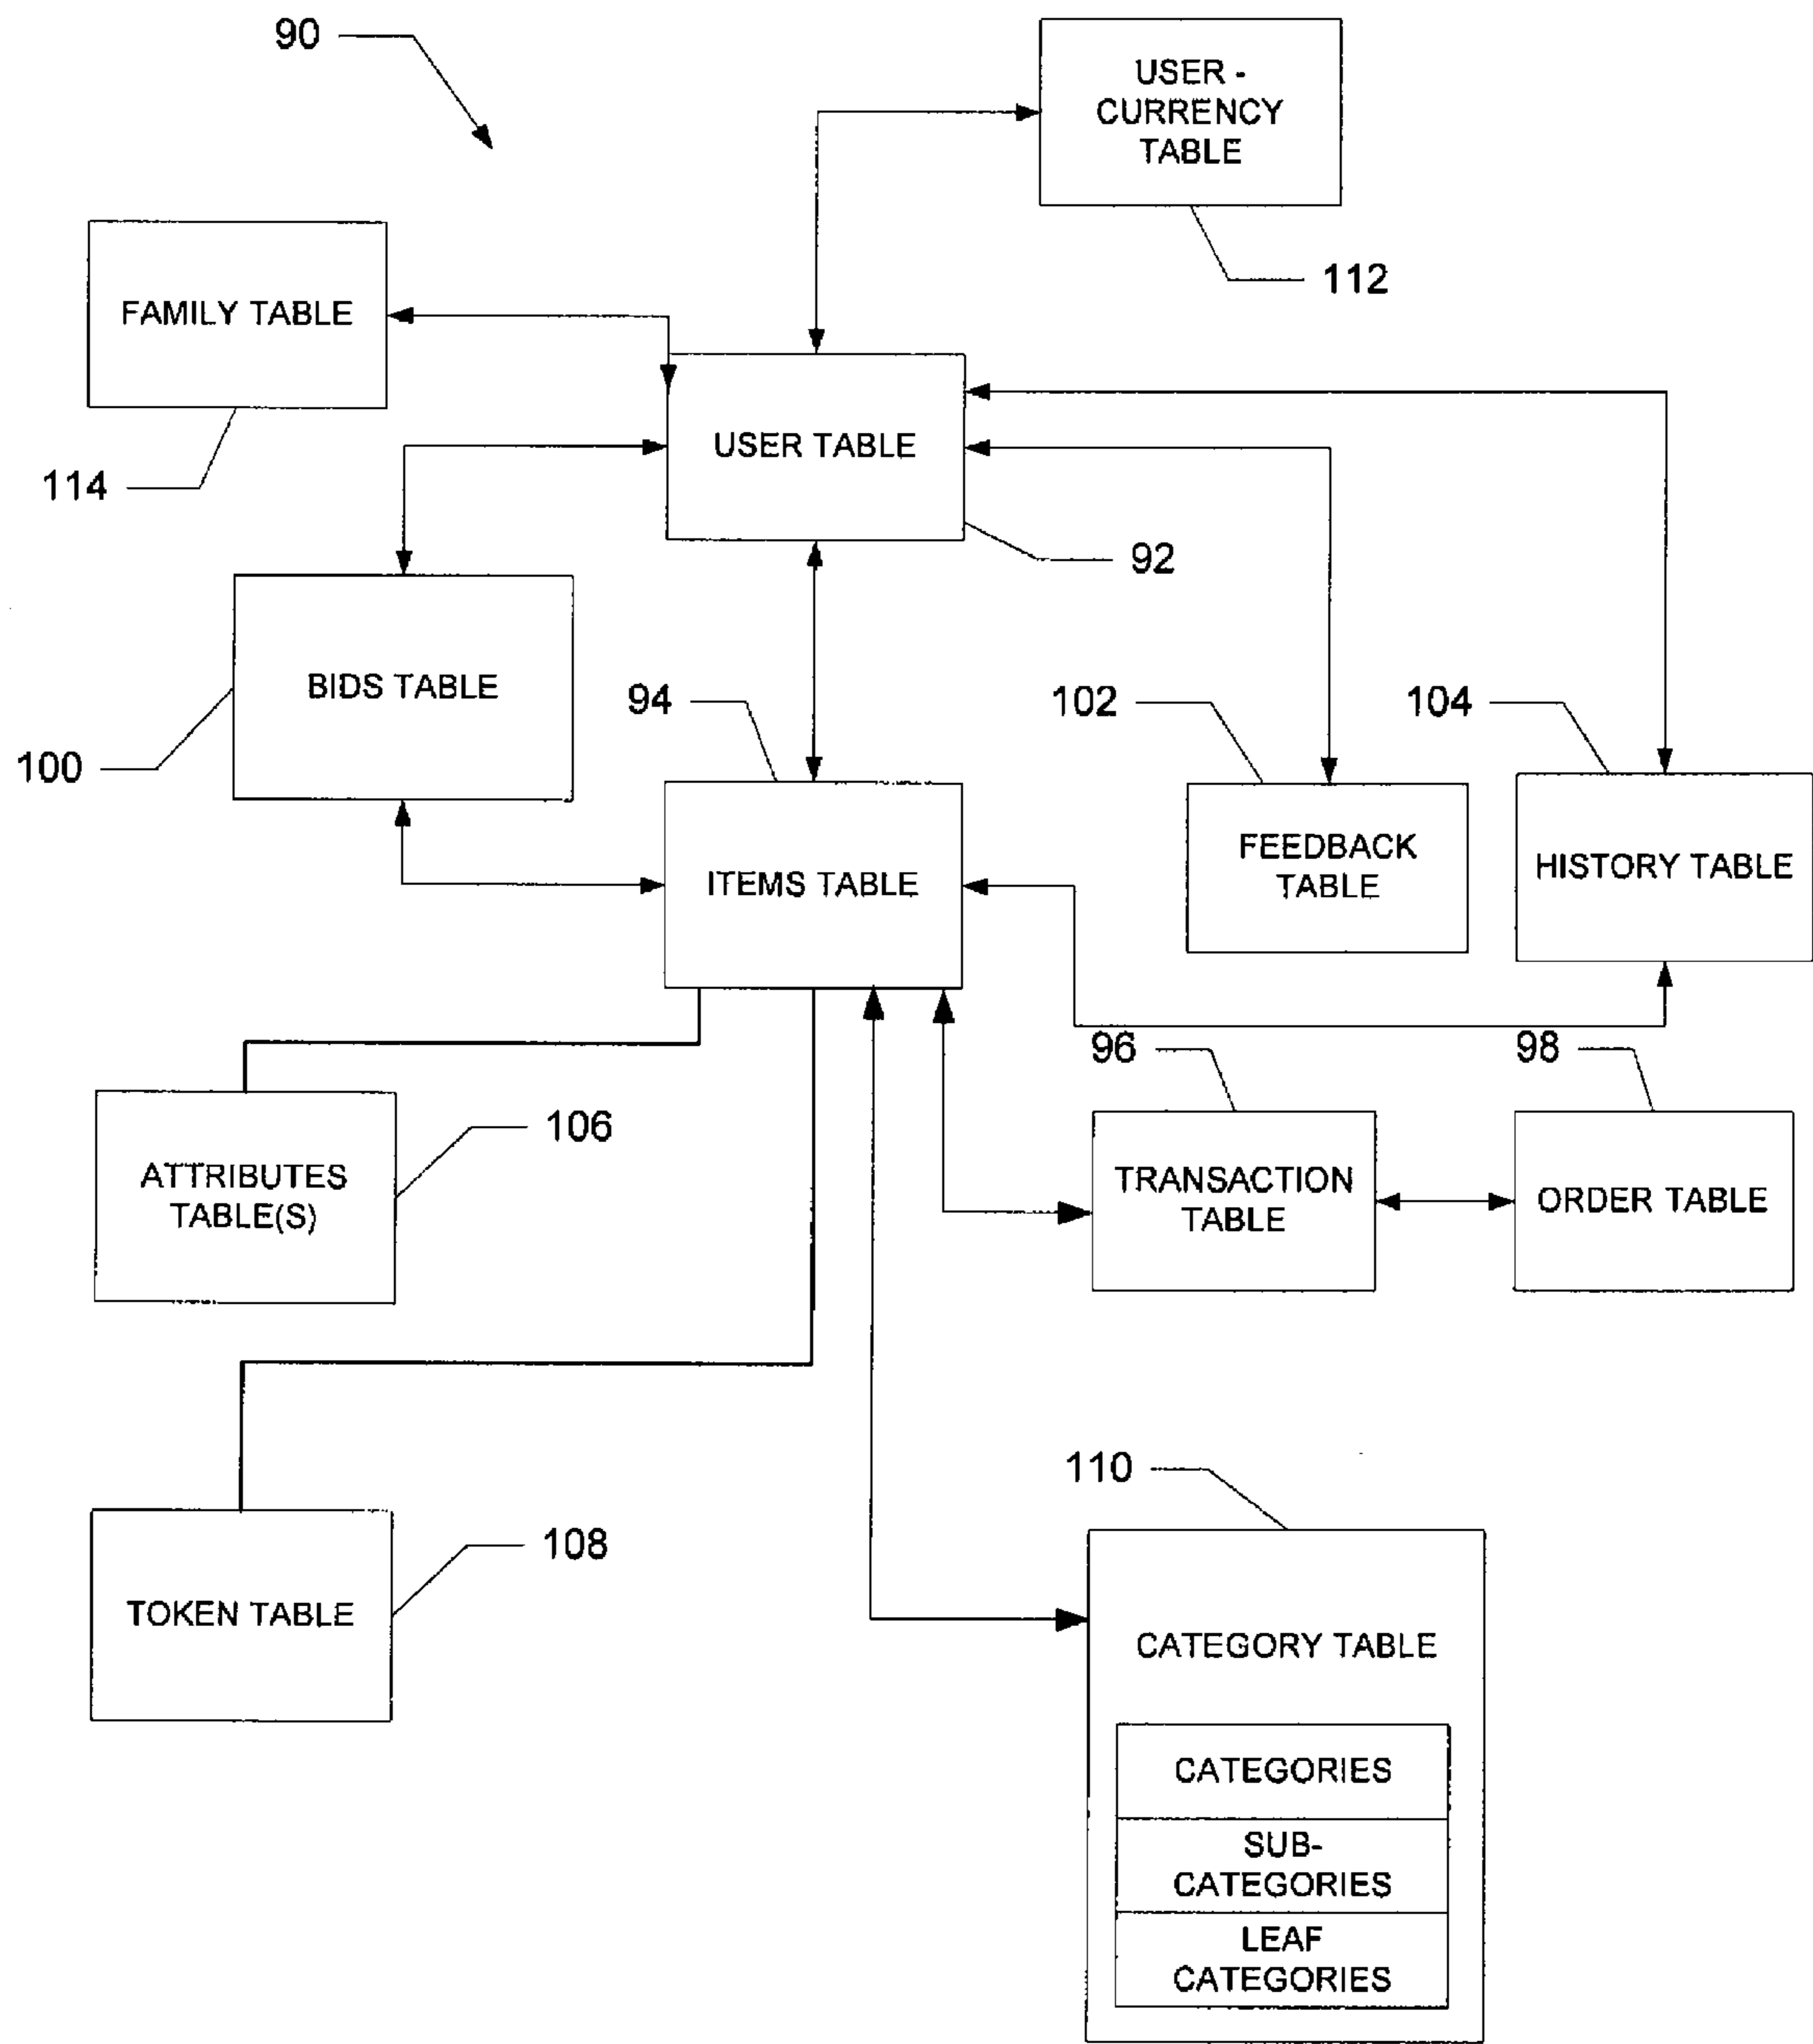 90
USER -
CURRENCY
TABLE
112
FAMILY TABLE
114
USER TABLE
92
BIDS TABLE
100
94
102
104
ITEMS TABLE
FEEDBACK
TABLE
HISTORY TABLE
96
98
106
ATTRIBUTES
TABLE(S)
TRANSACTION
TABLE
ORDER TABLE
110
108
TOKEN TABLE
CATEGORY TABLE
CATEGORIES
SUB-
CATEGORIES
LEAF
CATEGORIES